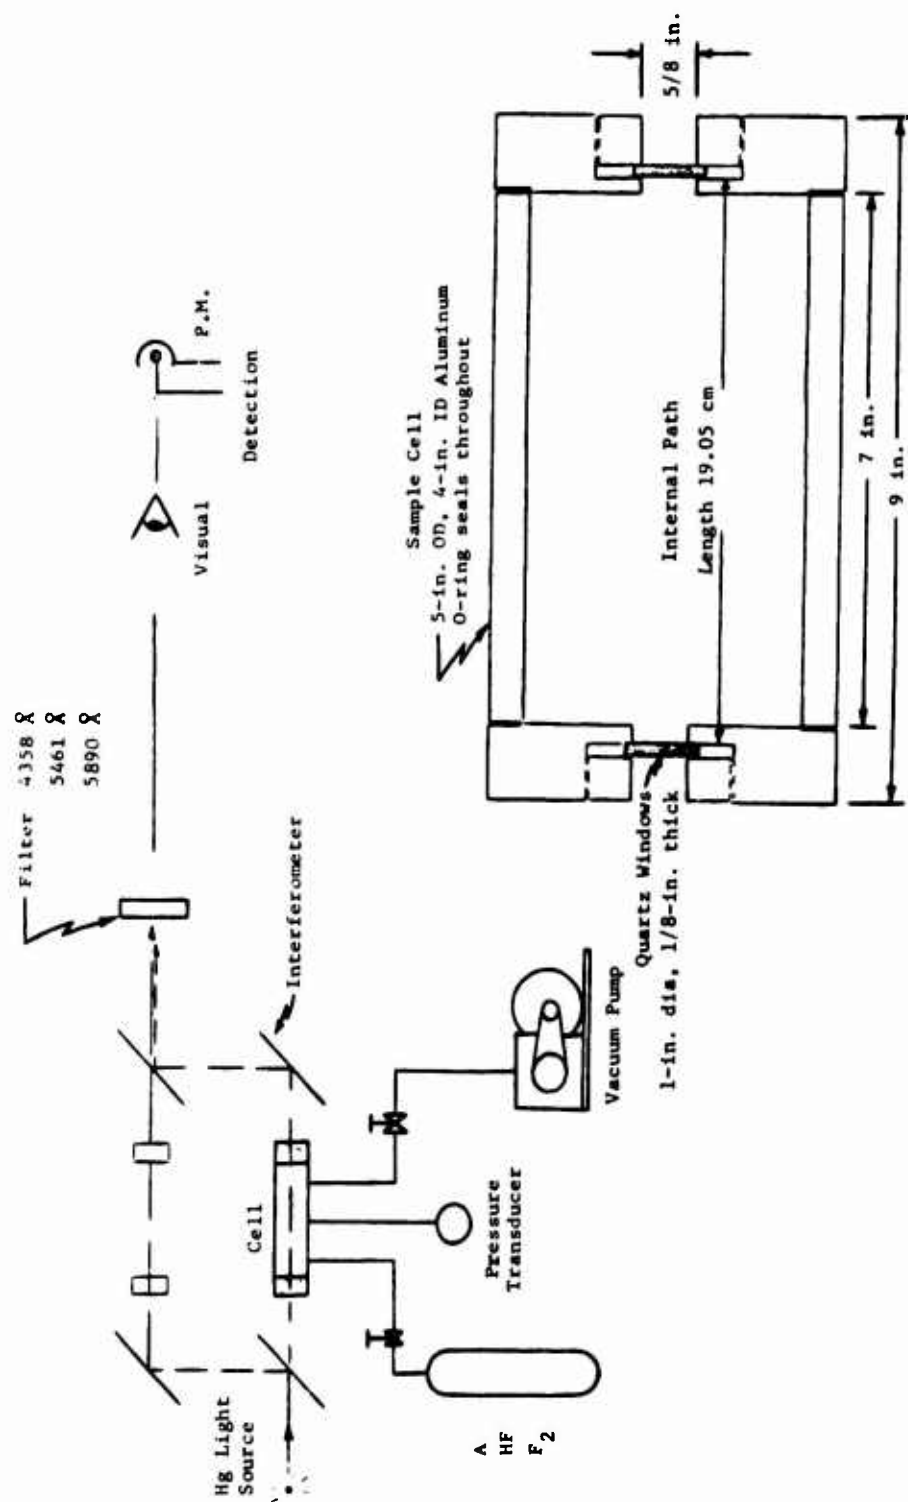 Filter 4358 Å
5461 Å
5890 Å
Interferometer
Hg Light
Source
Cell
Visual
P.M.
Detection
A
HF
F2
Pressure
Transducer
Vacuum Pump
Sample Cell
5-in. OD, 4-in. ID Aluminum
O-ring seals throughout
Quartz Windows
1-in. dia, 1/8-in. thick
Internal Path
Length 19.05 cm
5/8 in.
7 in.
9 in.